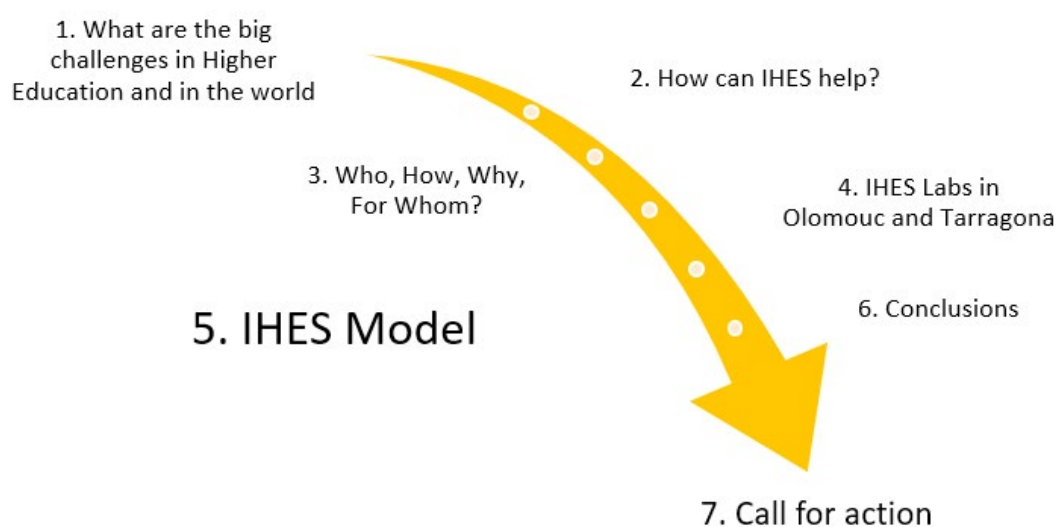 1. What are the big
challenges in Higher
Education and in the world
2. How can IHES help?
3. Who, How, Why,
For Whom?
4. IHES Labs in
Olomouc and Tarragona
5. IHES Model
6. Conclusions
7. Call for action